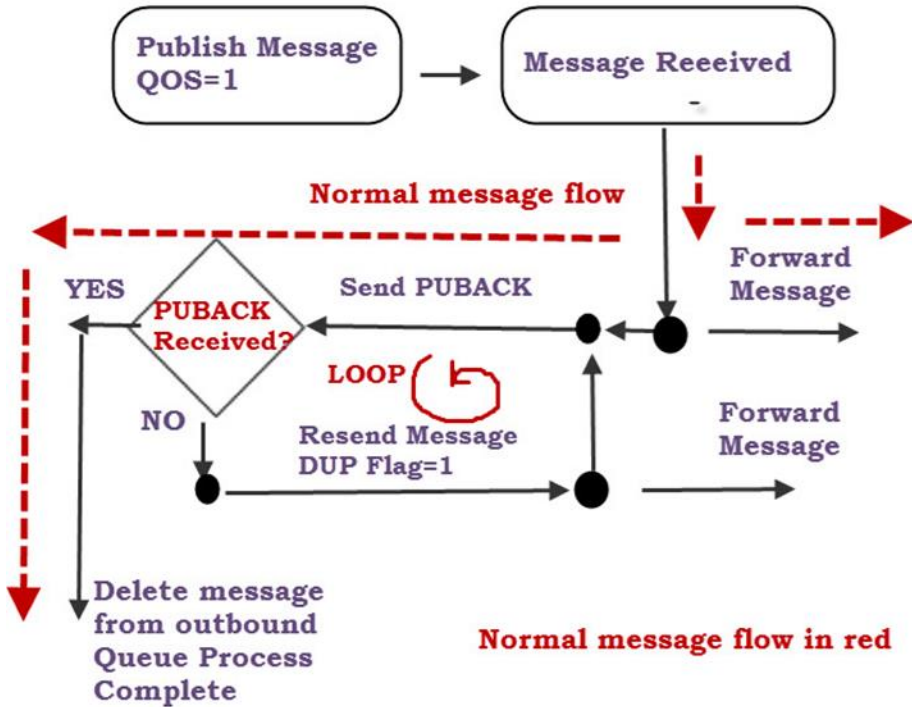 Publish Message
QOS=1
Message Reeeived
Normal message flow
Forward
Message
YES
Send PUBACK
PUBACK
Received?
LOOP
NO
Resend Message
DUP Flag=1
Forward
Message
Delete message
from outbound
Queue Process
Complete
Normal message flow in red